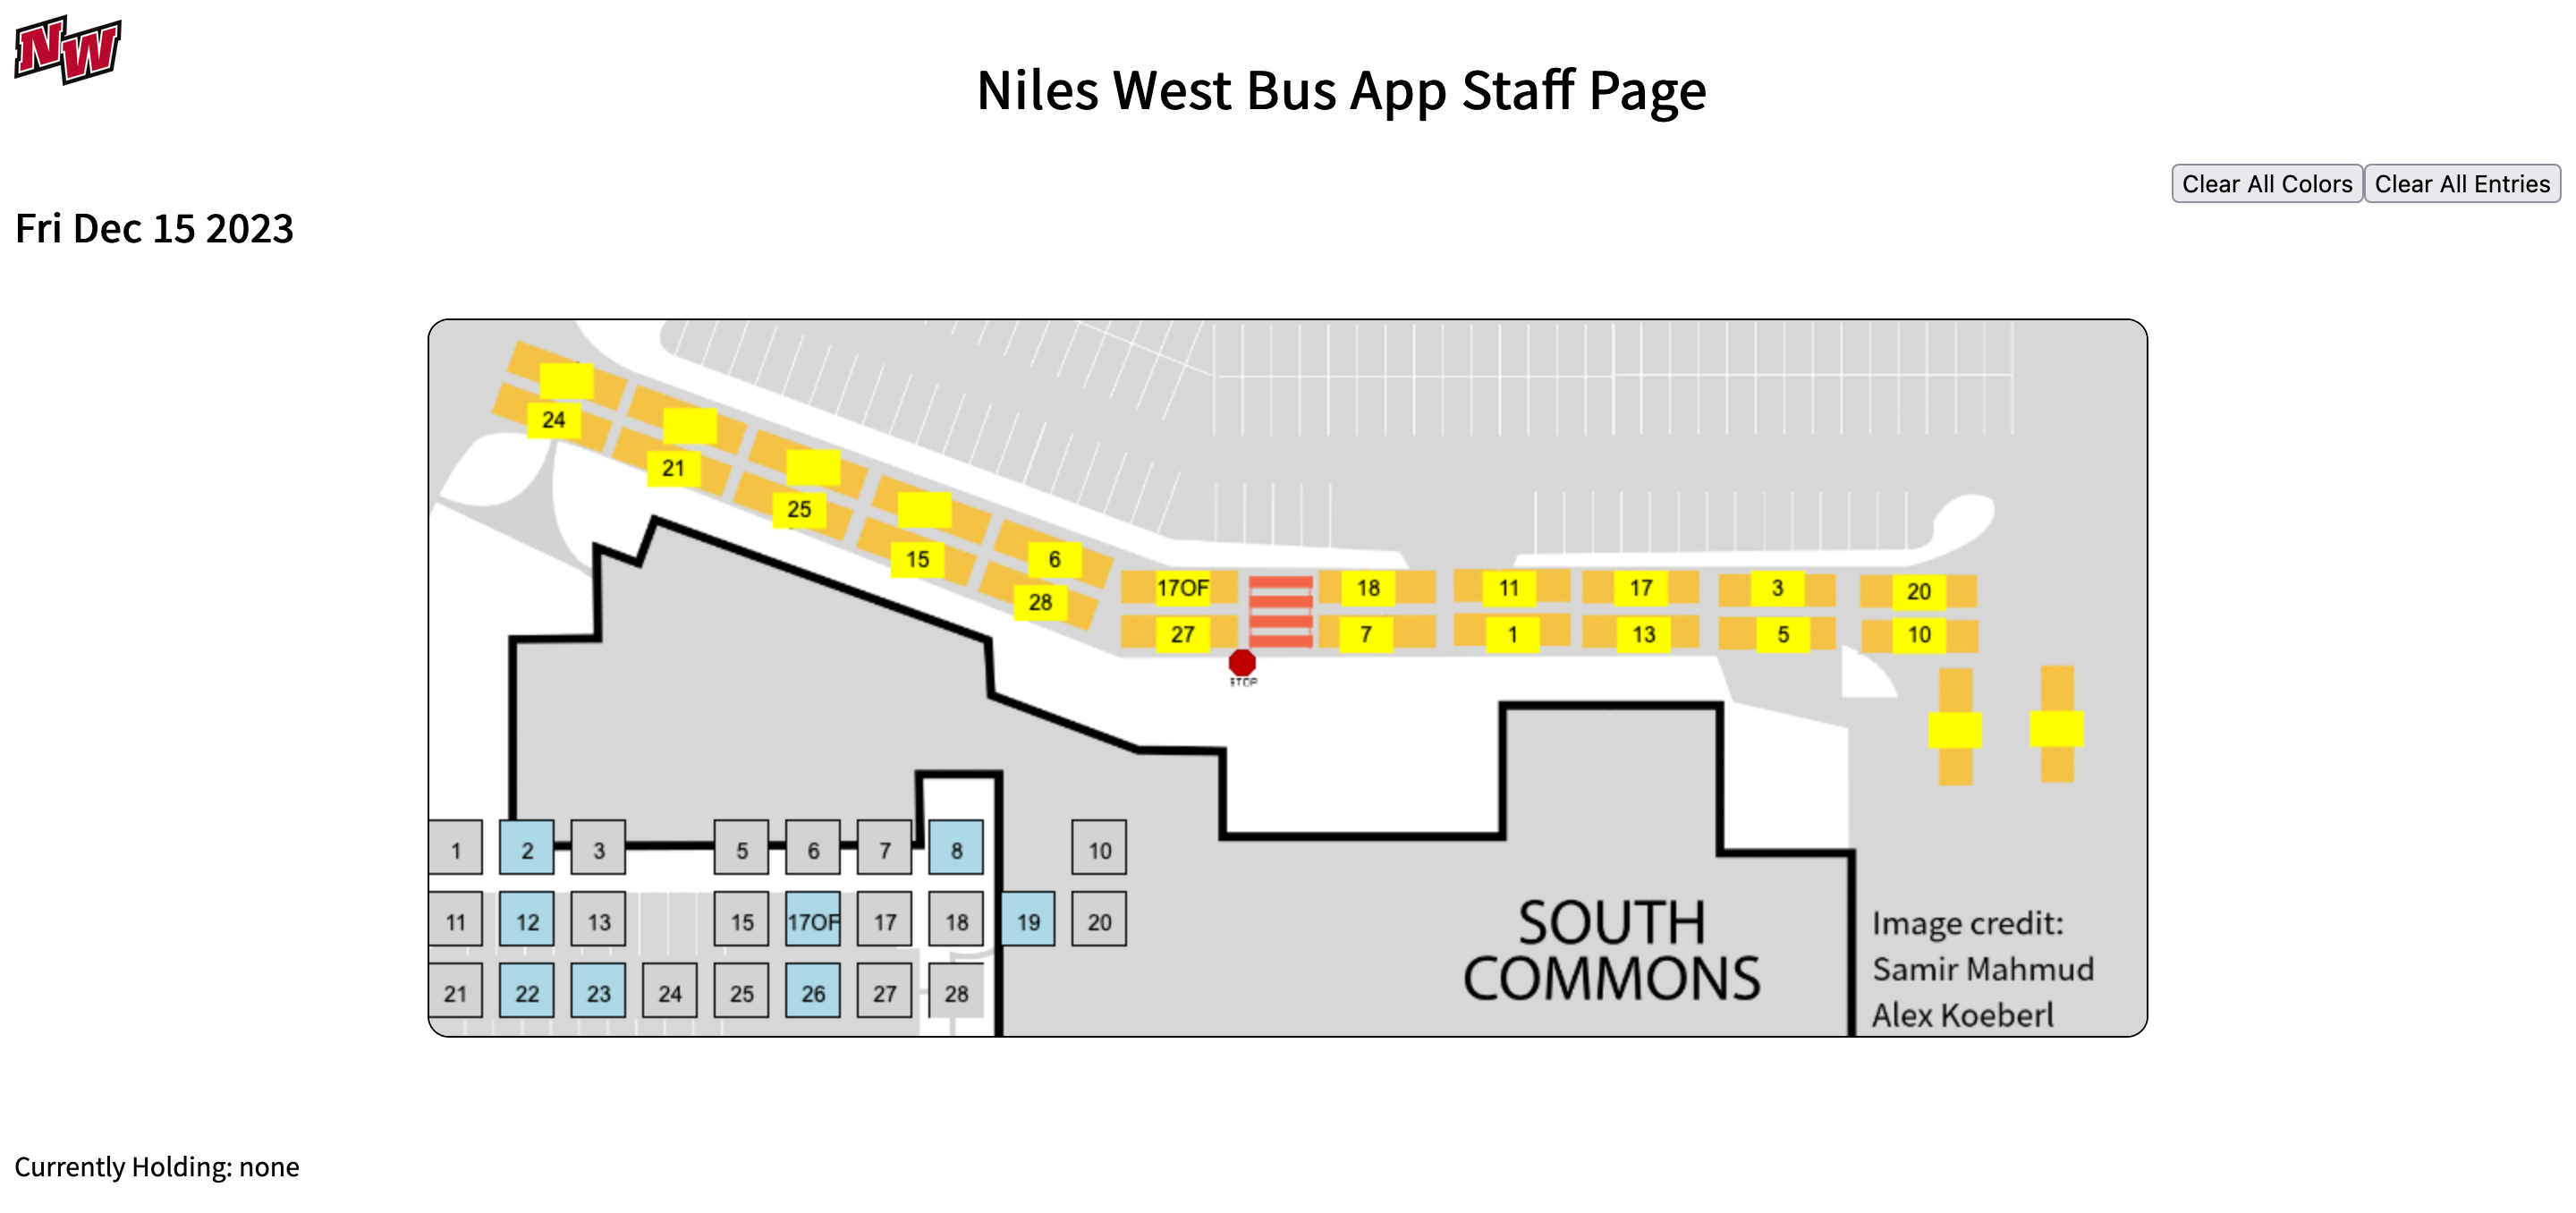 NW
Niles West Bus App Staff Page
Clear All Colors Clear All Entries
Fri Dec 15 2023
24
21
25
15
6
28
17OF 18 11 17 3 20
27 7 1 13 5 10
STOP
1 2 3 5 6 7 8 10
11 12 13 15 17OF 17 18 19 20
21 22 23 24 25 26 27 28
SOUTH
COMMONS
Image credit:
Samir Mahmud
Alex Koeberl
Currently Holding: none